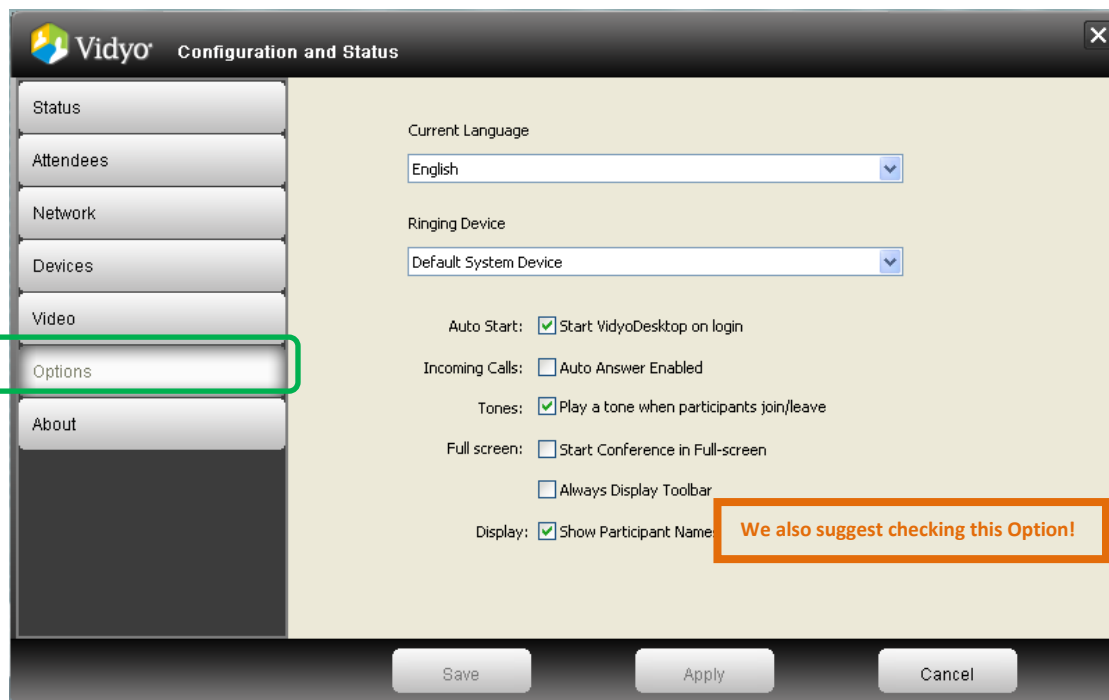 Vidyo Configuration and Status
Status
Attendees
Network
Devices
Video
Options
About
Current Language
English
Ringing Device
Default System Device
Auto Start: Start VidyoDesktop on login
Incoming Calls: Auto Answer Enabled
Tones: Play a tone when participants join/leave
Full screen: Start Conference in Full-screen
Always Display Toolbar
Display: Show Participant Name
We also suggest checking this Option!
Save Apply Cancel